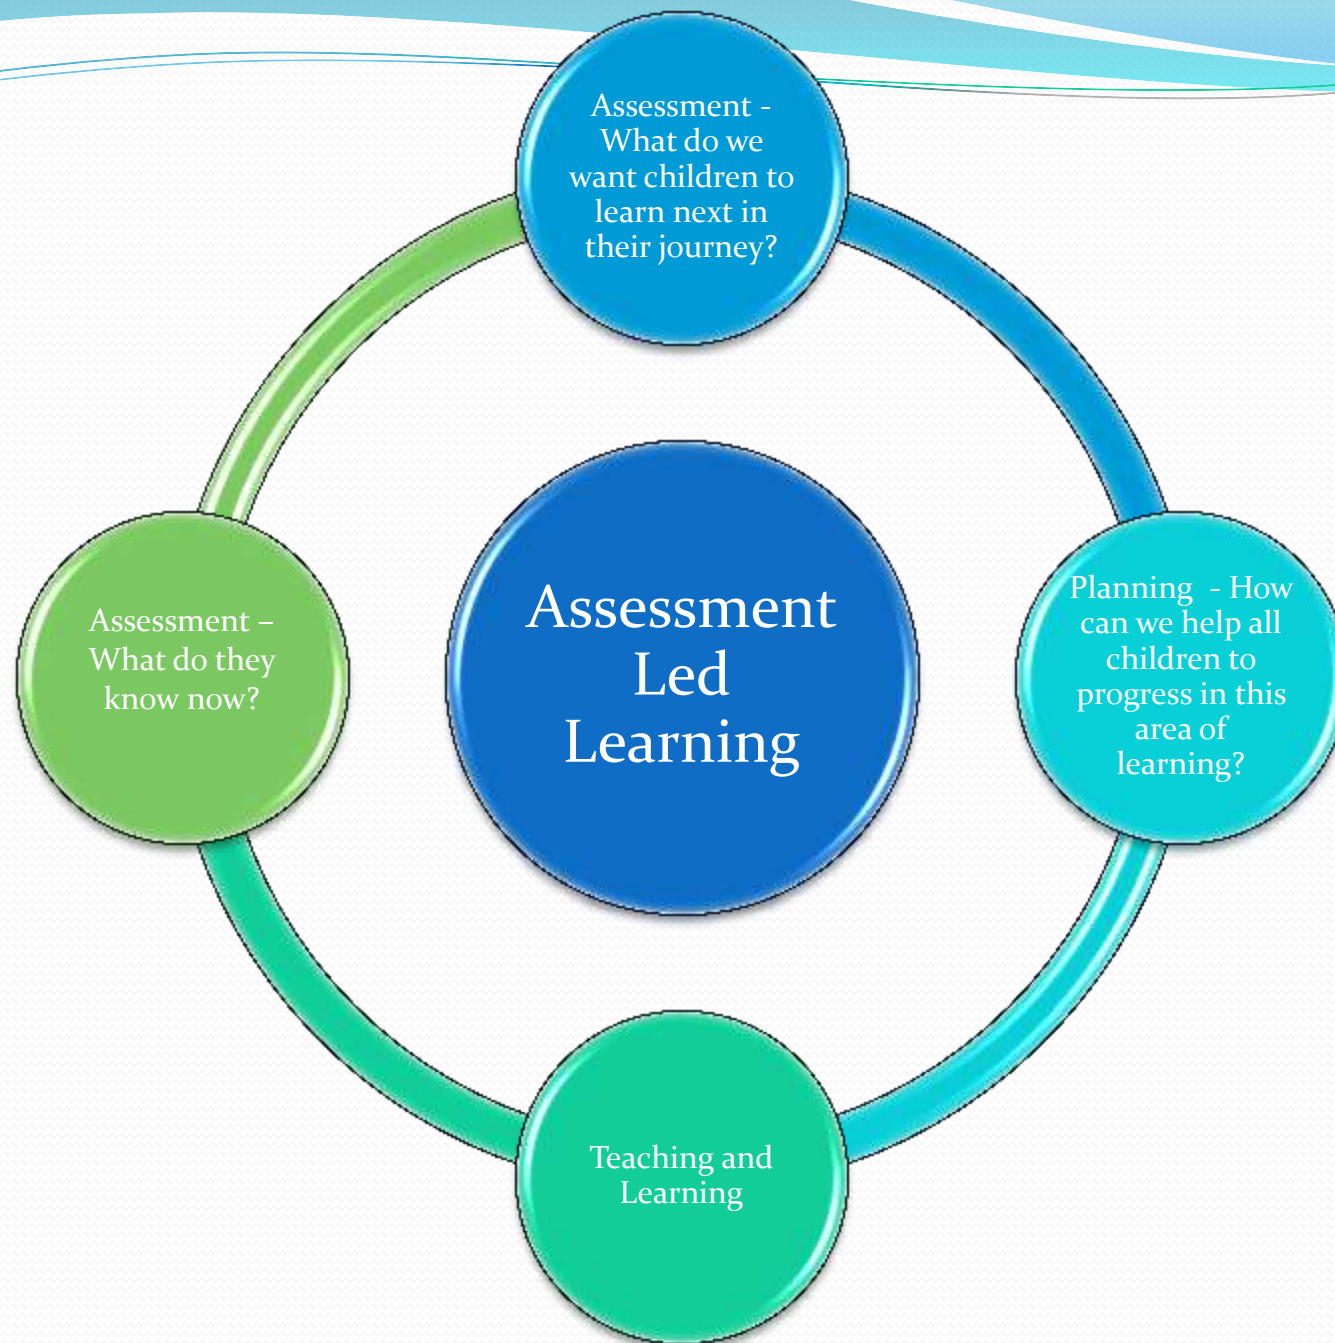 Assessment -
What do we
want children to
learn next in
their journey?
Planning  - How
can we help all
children to
progress in this
area of
learning?
Teaching and
Learning
Assessment –
What do they
know now?
Assessment
Led
Learning